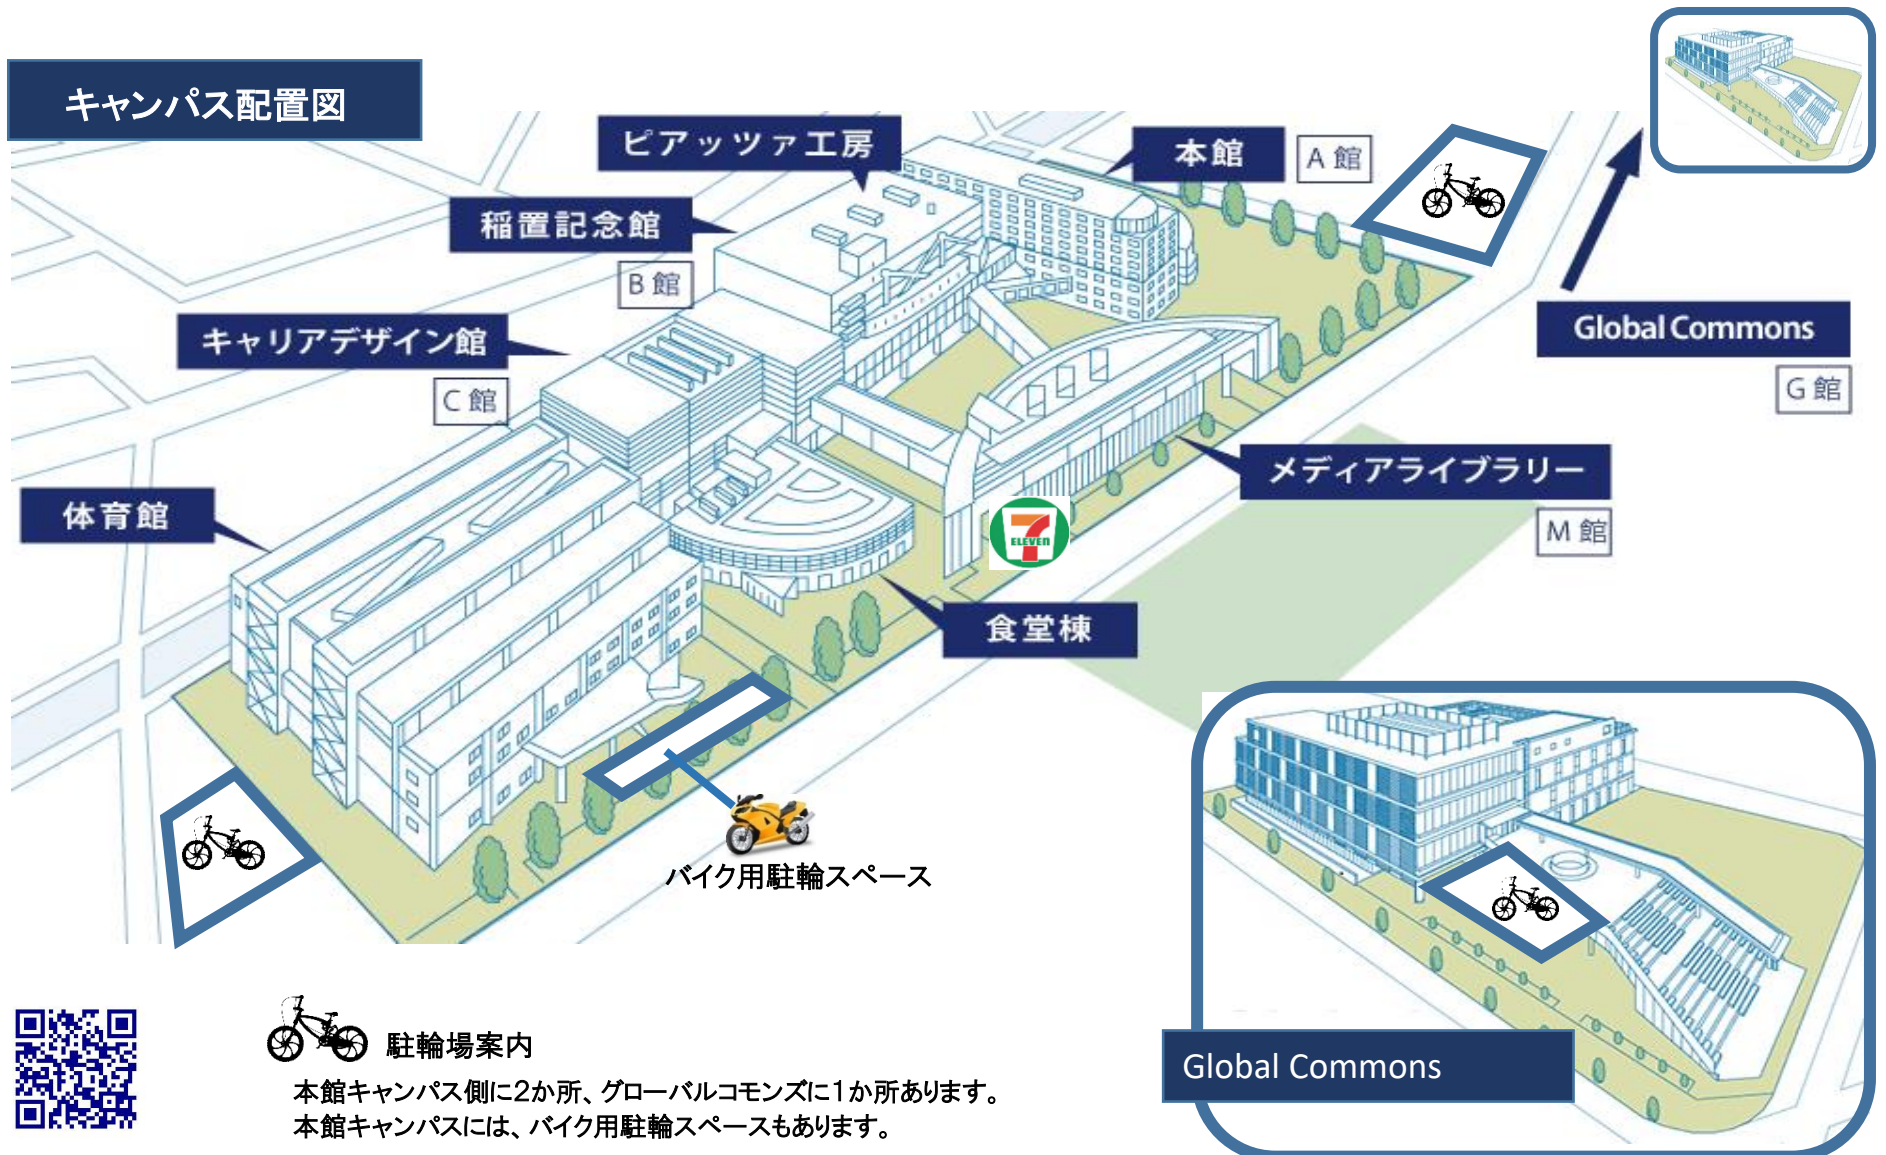 キャンパス配置図
ピアッツァ工房
本館
A 館
稲置記念館
B 館
Global Commons
G 館
キャリアデザイン館
C 館
メディアライブラリー
M 館
体育館
7
ELEVEn
食堂棟
バイク用駐輪スペース
Global Commons
駐輪場案内
本館キャンパス側に2か所、グローバルコモンズに1か所あります。
本館キャンパスには、バイク用駐輪スペースもあります。